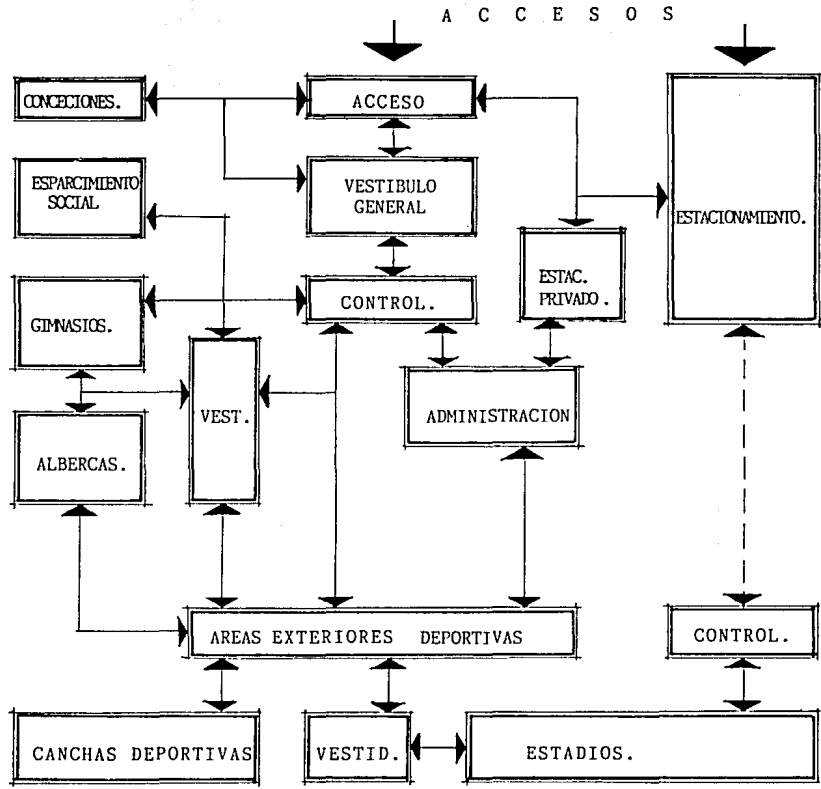 A C C E S O S
CONCECIONES.
ACCESO
ESPARCIMIENTO
SOCIAL
VESTIBULO
GENERAL
ESTACIONAMIENTO.
ESTAC.
PRIVADO.
GIMNASIOS.
CONTROL.
VEST.
ADMINISTRACION
ALBERCAS.
AREAS EXTERIORES DEPORTIVAS
CONTROL.
CANCHAS DEPORTIVAS
VESTID.
ESTADIOS.